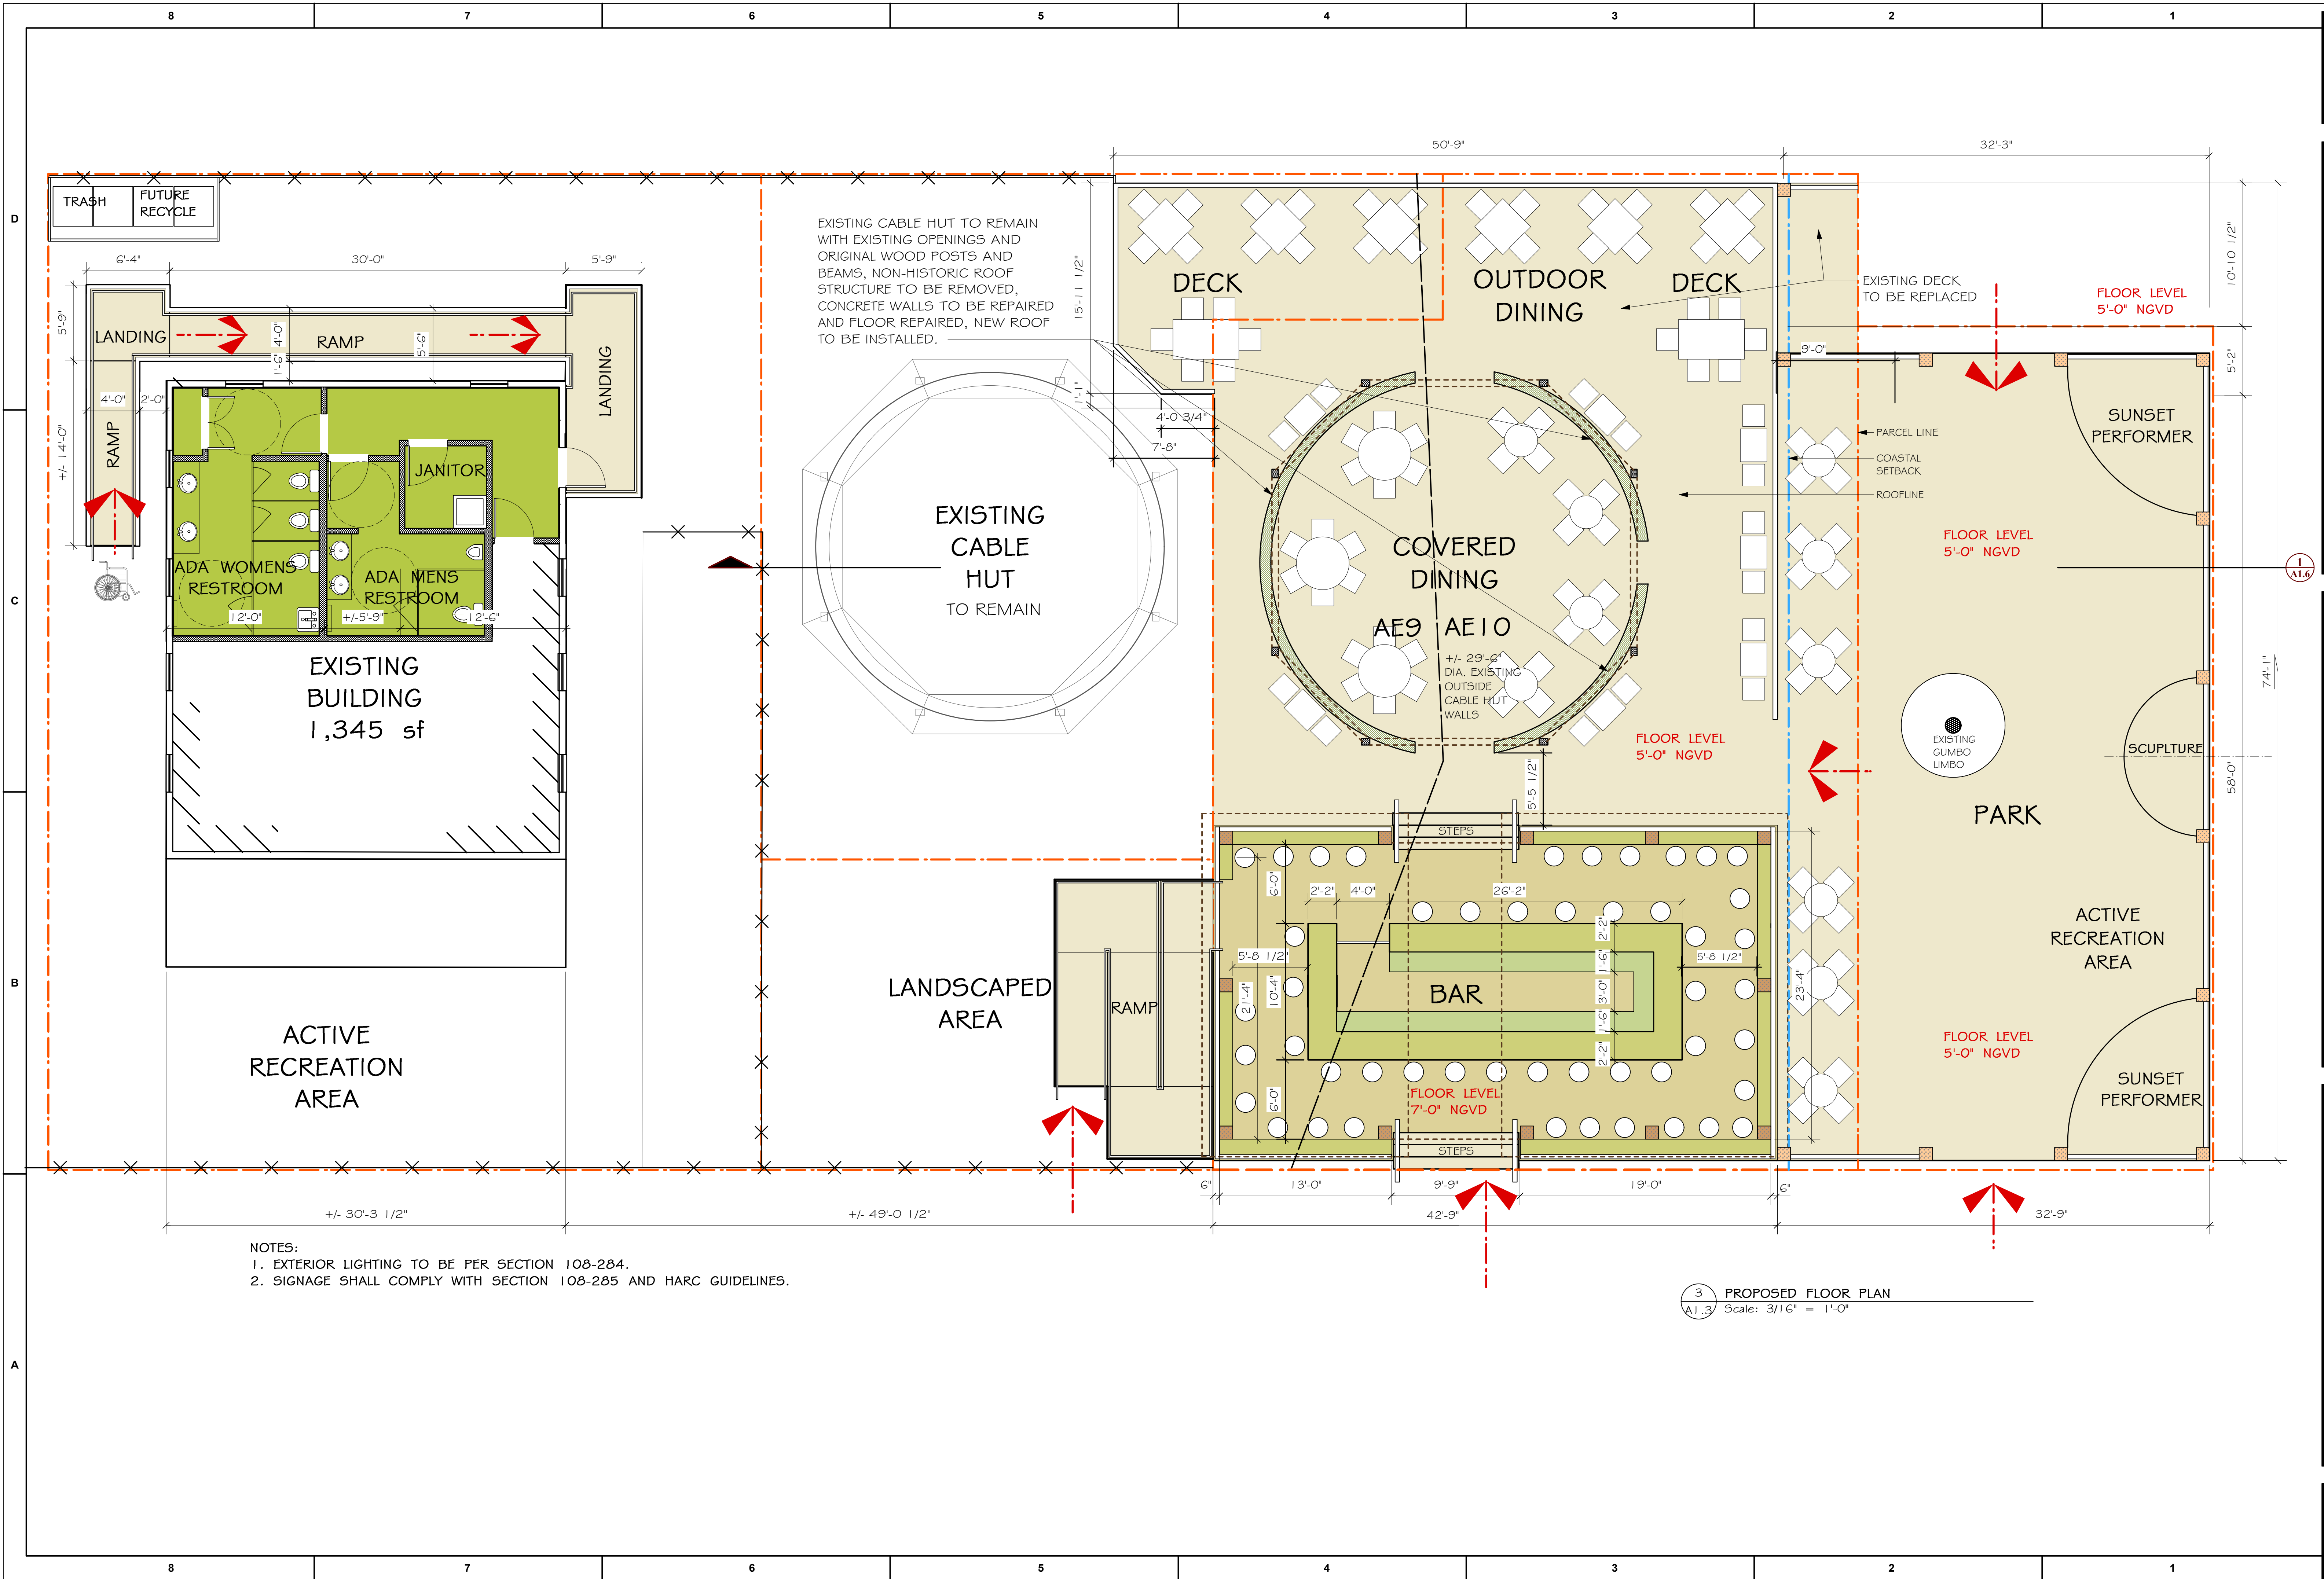 8 7 6 5 4 3 2 1
D
C
B
A
50'-9"
32'-3"
TRASH
FUTURE
RECYCLE
6'-4"
30'-0"
5'-9"
5'-9"
LANDING
1'-6"
4'-0"
RAMP
5'-6"
LANDING
4'-0"
2'-0"
RAMP
+/- 14'-0"
JANITOR
ADA WOMENS
RESTROOM
ADA MENS
RESTROOM
12'-0"
+/-5'-9"
12'-6"
EXISTING
BUILDING
1,345 sf
ACTIVE
RECREATION
AREA
EXISTING CABLE HUT TO REMAIN
WITH EXISTING OPENINGS AND
ORIGINAL WOOD POSTS AND
BEAMS, NON-HISTORIC ROOF
STRUCTURE TO BE REMOVED,
CONCRETE WALLS TO BE REPAIRED
AND FLOOR REPAIRED, NEW ROOF
TO BE INSTALLED.
15'-11 1/2"
1'-1"
4'-0 3/4"
7'-8"
EXISTING
CABLE
HUT
TO REMAIN
LANDSCAPED
AREA
RAMP
DECK
OUTDOOR
DINING
DECK
EXISTING DECK
TO BE REPLACED
FLOOR LEVEL
5'-0" NGVD
10'-10 1/2"
5'-2"
9'-0"
PARCEL LINE
COASTAL
SETBACK
ROOFLINE
SUNSET
PERFORMER
FLOOR LEVEL
5'-0" NGVD
1
A1.6
COVERED
DINING
AE9 AE10
+/- 29'-6"
DIA. EXISTING
OUTSIDE
CABLE HUT
WALLS
FLOOR LEVEL
5'-0" NGVD
5'-5 1/2"
EXISTING
GUMBO
LIMBO
SCUPLTURE
74'-1"
58'-0"
PARK
ACTIVE
RECREATION
AREA
FLOOR LEVEL
5'-0" NGVD
SUNSET
PERFORMER
STEPS
6'-0"
2'-2"
4'-0"
26'-2"
2'-2"
5'-8 1/2"
1'-6"
5'-8 1/2"
21'-4"
10'-4"
BAR
3'-0"
23'-4"
1'-6"
2'-2"
6'-0"
FLOOR LEVEL
7'-0" NGVD
STEPS
6"
13'-0"
9'-9"
19'-0"
6"
+/- 30'-3 1/2"
+/- 49'-0 1/2"
42'-9"
32'-9"
NOTES:
1. EXTERIOR LIGHTING TO BE PER SECTION 108-284.
2. SIGNAGE SHALL COMPLY WITH SECTION 108-285 AND HARC GUIDELINES.
3
A1.3
PROPOSED FLOOR PLAN
Scale: 3/16" = 1'-0"
8 7 6 5 4 3 2 1